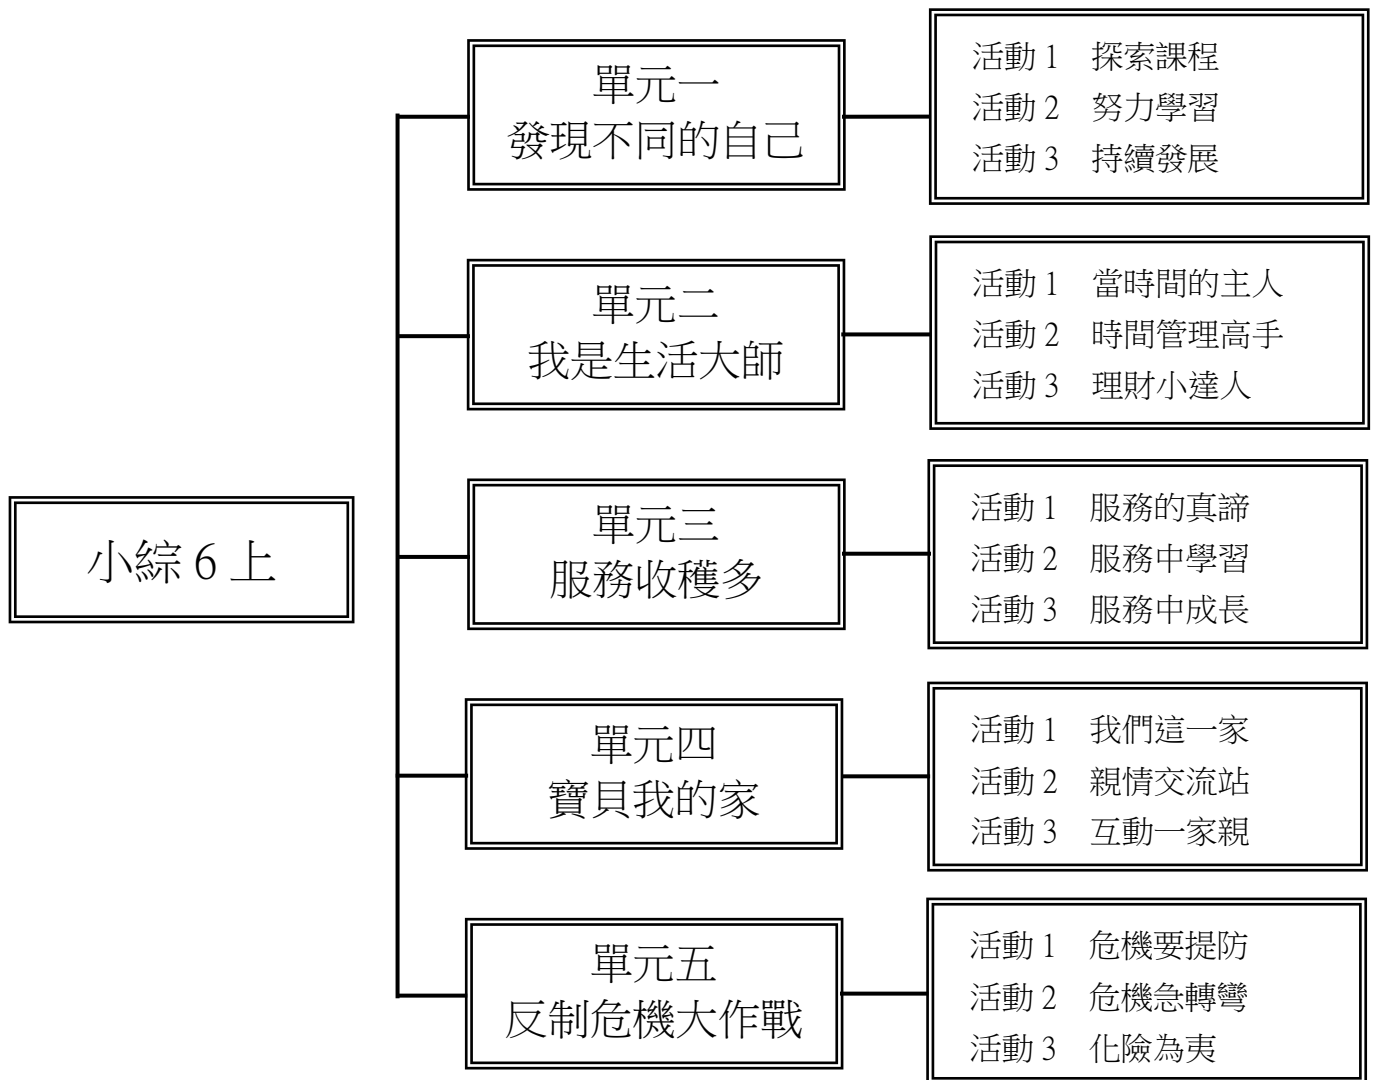 小綜 6 上
單元一
發現不同的自己
活動 1 探索課程
活動 2 努力學習
活動 3 持續發展
單元二
我是生活大師
活動 1 當時間的主人
活動 2 時間管理高手
活動 3 理財小達人
單元三
服務收穫多
活動 1 服務的真諦
活動 2 服務中學習
活動 3 服務中成長
單元四
寶貝我的家
活動 1 我們這一家
活動 2 親情交流站
活動 3 互動一家親
單元五
反制危機大作戰
活動 1 危機要提防
活動 2 危機急轉彎
活動 3 化險為夷